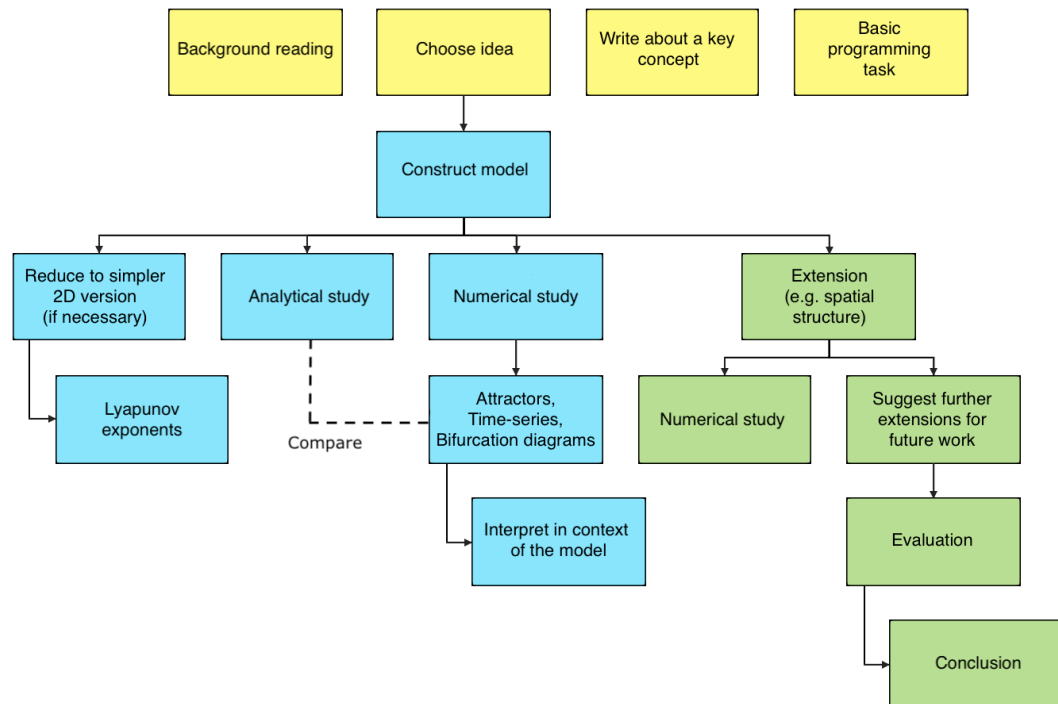 Background reading
Choose idea
Write about a key
concept
Basic
programming
task
Construct model
Reduce to simpler
2D version
(if necessary)
Analytical study
Numerical study
Extension
(e.g. spatial
structure)
Lyapunov
exponents
Compare
Attractors,
Time-series,
Bifurcation diagrams
Numerical study
Suggest further
extensions for
future work
Interpret in context
of the model
Evaluation
Conclusion